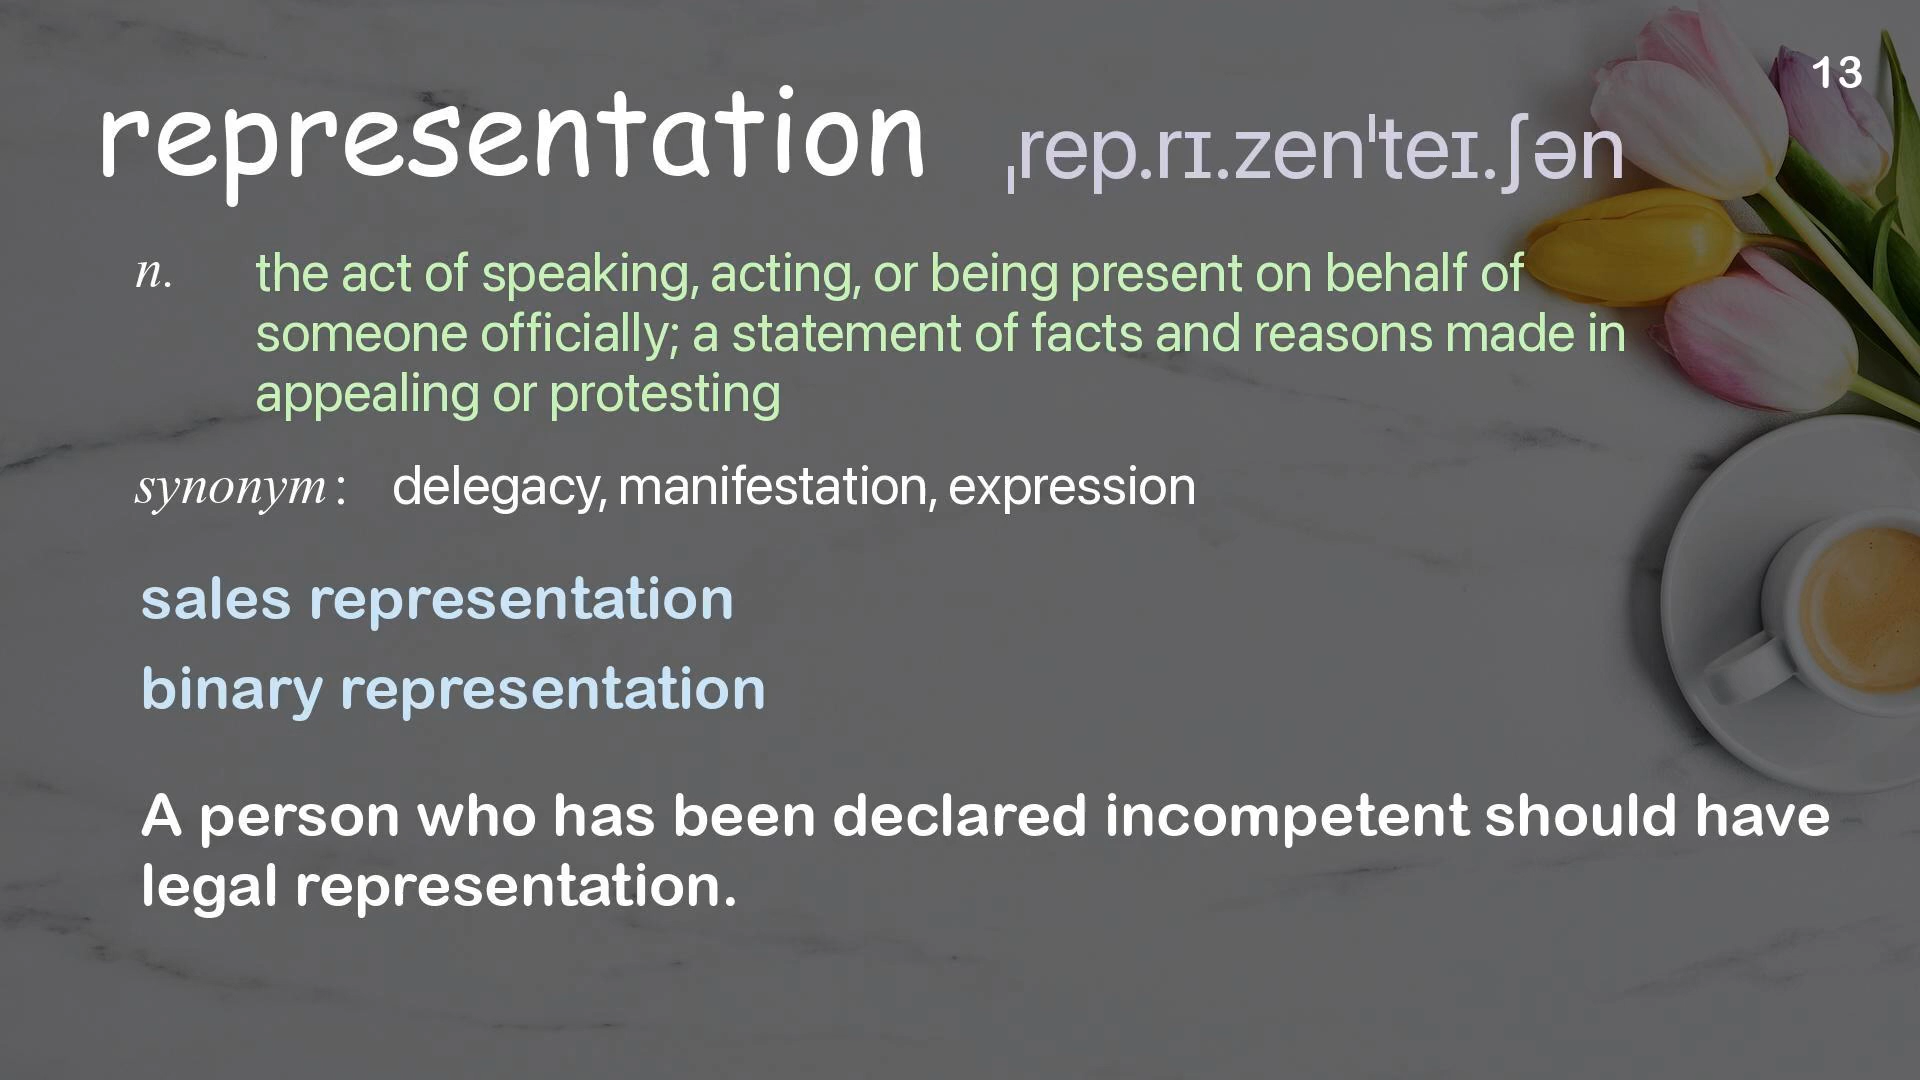 13
representation ˌrep.rɪ.zenˈteɪ.ʃən
n. the act of speaking, acting, or being present on behalf of
someone officially; a statement of facts and reasons made in
appealing or protesting
synonym : delegacy, manifestation, expression
sales representation
binary representation
A person who has been declared incompetent should have
legal representation.